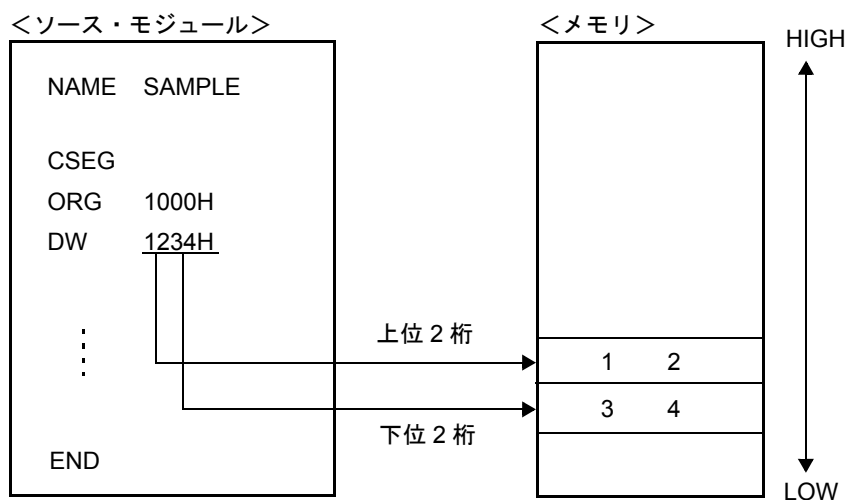 ＜ソース・モジュール＞
NAME SAMPLE
CSEG
ORG 1000H
DW 1234H
END
上位 2 桁
下位 2 桁
＜メモリ＞
1 2
3 4
HIGH
LOW